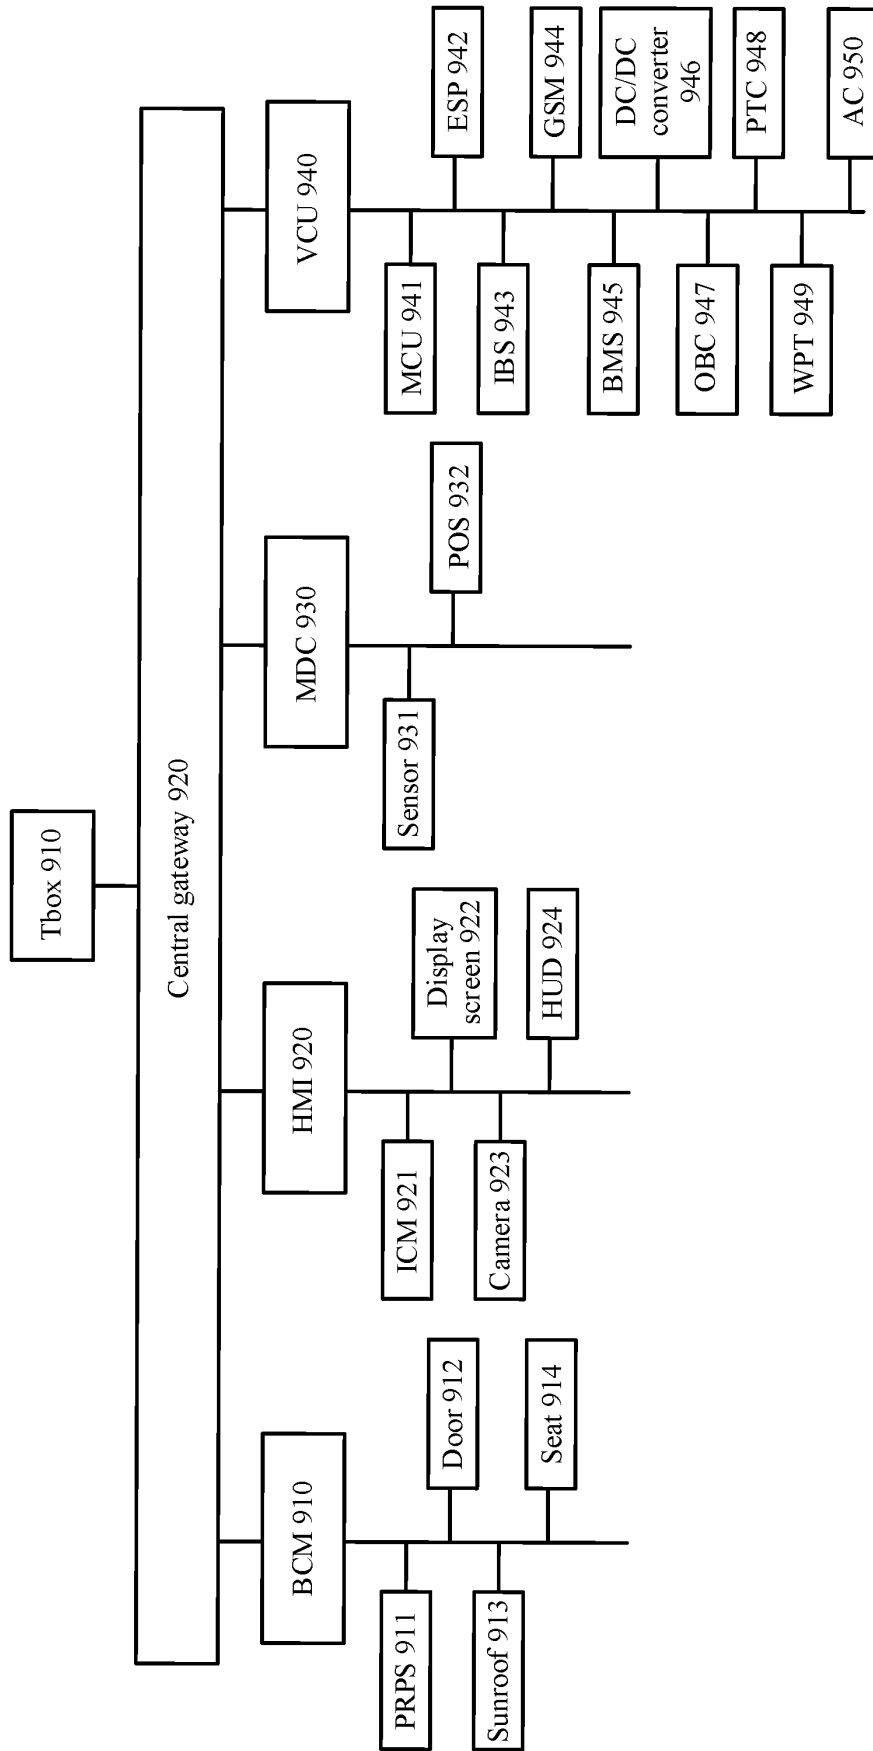 Tbox 910
Central gateway 920
BCM 910
HMI 920
MDC 930
VCU 940
PRPS 911
Door 912
Sunroof 913
Seat 914
ICM 921
Display
screen 922
Camera 923
HUD 924
Sensor 931
POS 932
MCU 941
ESP 942
IBS 943
GSM 944
BMS 945
DC/DC
converter
946
OBC 947
PTC 948
WPT 949
AC 950